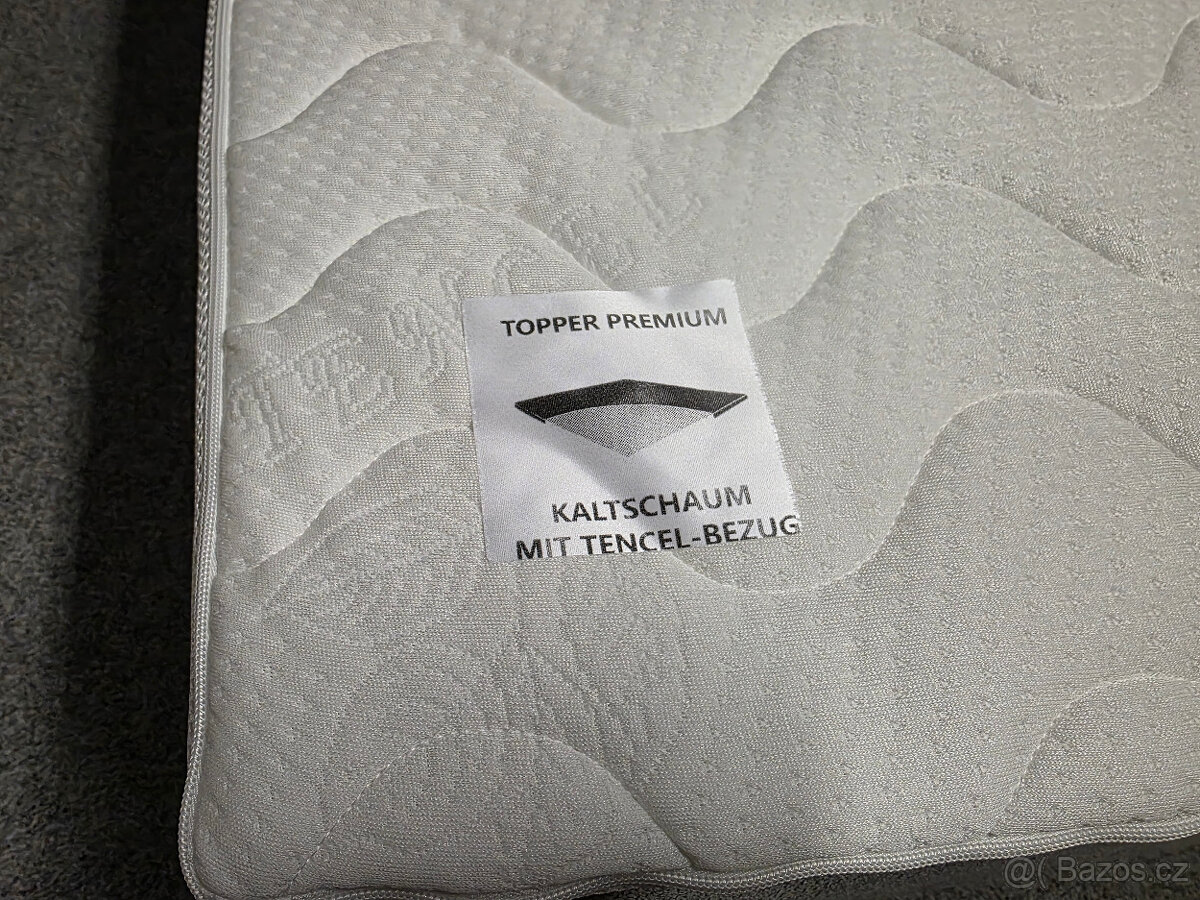 TOPPER PREMIUM
KALTSCHAUM
MIT TENCEL-BEZUG
@( Bazos.cz